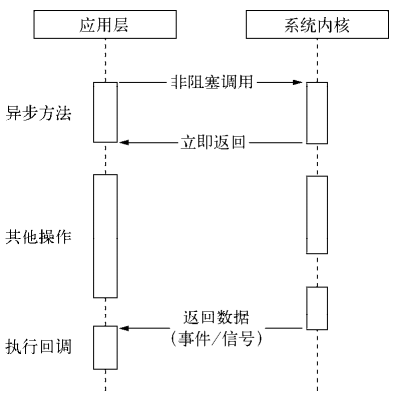 应用层
系统内核
非阻塞调用
异步方法
立即返回
其他操作
返回数据
(事件/信号)
执行回调